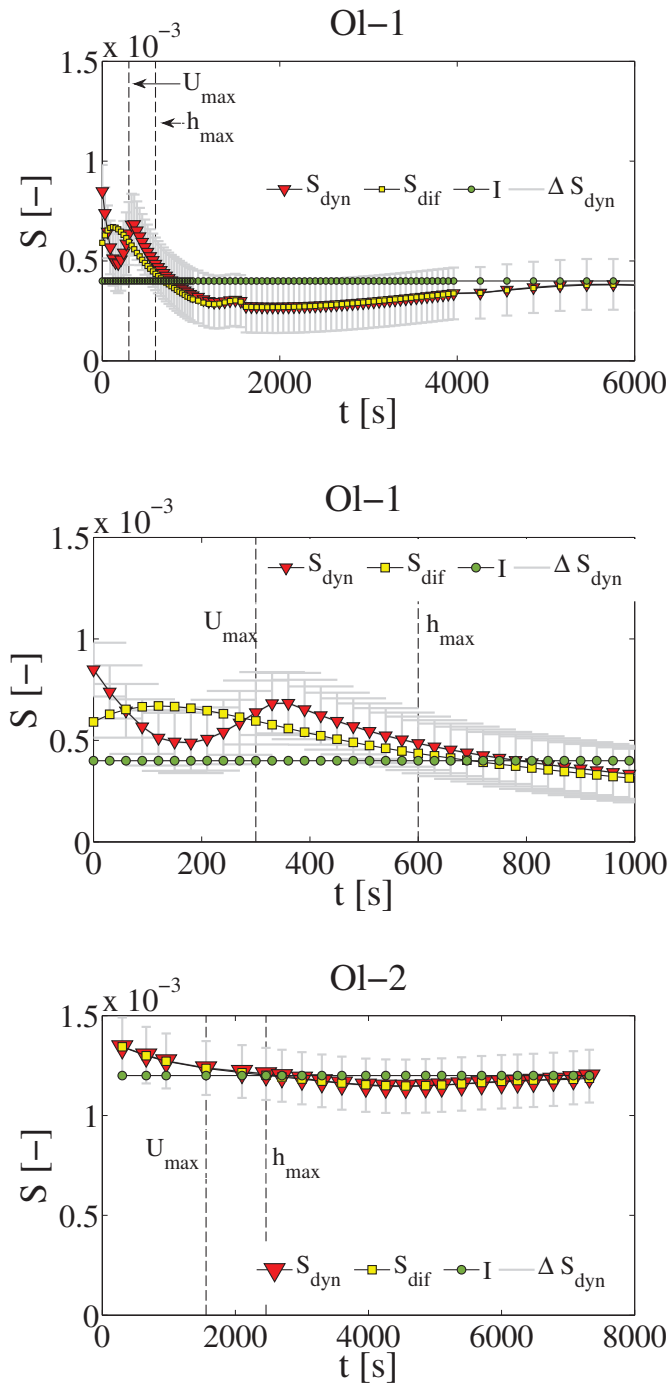 Ol−1
x 10−3
1.5
1
0.5
0
S [−]
U max
h max
S dyn S dif I Δ S dyn
0 2000 4000 6000
t [s]
Ol−1
x 10−3
1.5
1
0.5
0
S [−]
S dyn S dif I Δ S dyn
U max h max
0 200 400 600 800 1000
t [s]
Ol−2
x 10−3
1.5
1
0.5
0
S [−]
U max h max
S dyn S dif I Δ S dyn
0 2000 4000 6000 8000
t [s]